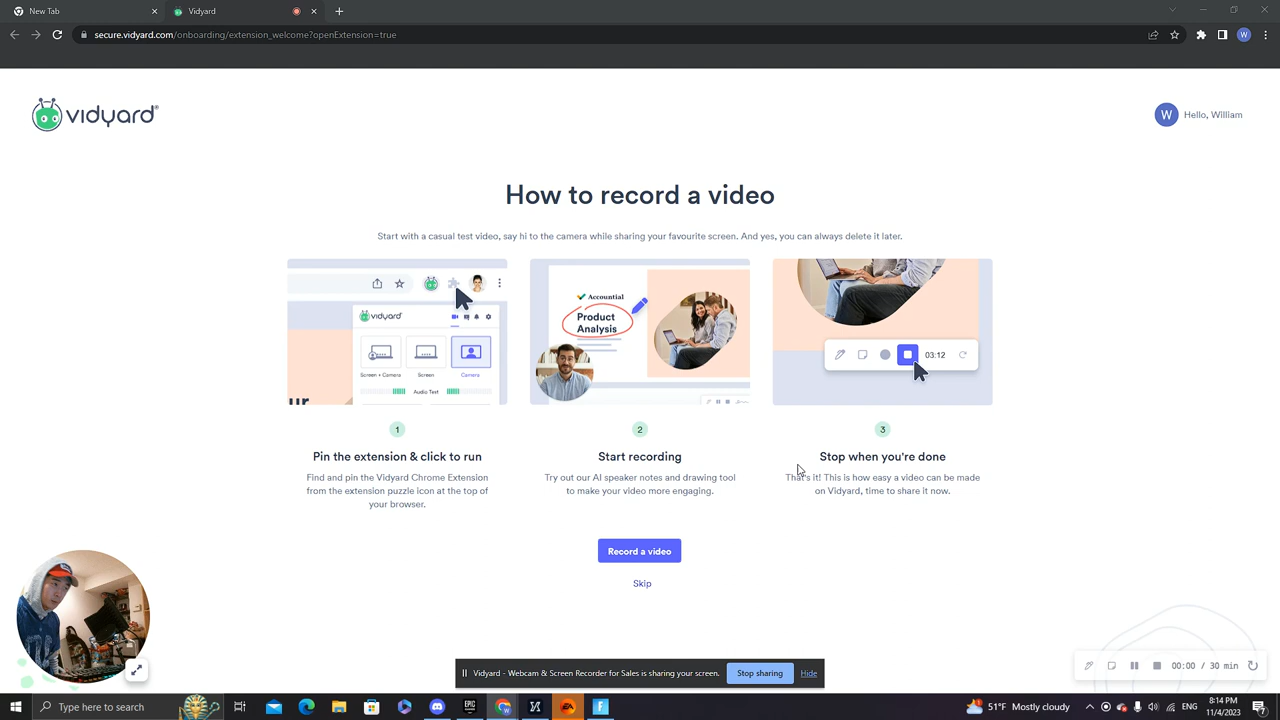 New Tab
Vidyard
secure.vidyard.com/onboarding/extension_welcome?openExtension=true
W
vidyard
W Hello, William
How to record a video
Start with a casual test video, say hi to the camera while sharing your favourite screen. And yes, you can always delete it later.
vidyard
Screen + Camera
Screen
Camera
Audio Test
ur
Accountial
Product
Analysis
03:12
1
2
3
Pin the extension & click to run
Start recording
Stop when you're done
Find and pin the Vidyard Chrome Extension
from the extension puzzle icon at the top of
your browser.
Try out our AI speaker notes and drawing tool
to make your video more engaging.
That's it! This is how easy a video can be made
on Vidyard, time to share it now.
Record a video
Skip
Vidyard - Webcam & Screen Recorder for Sales is sharing your screen.
Stop sharing
Hide
00:00 / 30 min
Type here to search
EPIC
EA
51°F Mostly cloudy
ENG
8:14 PM
11/4/2023